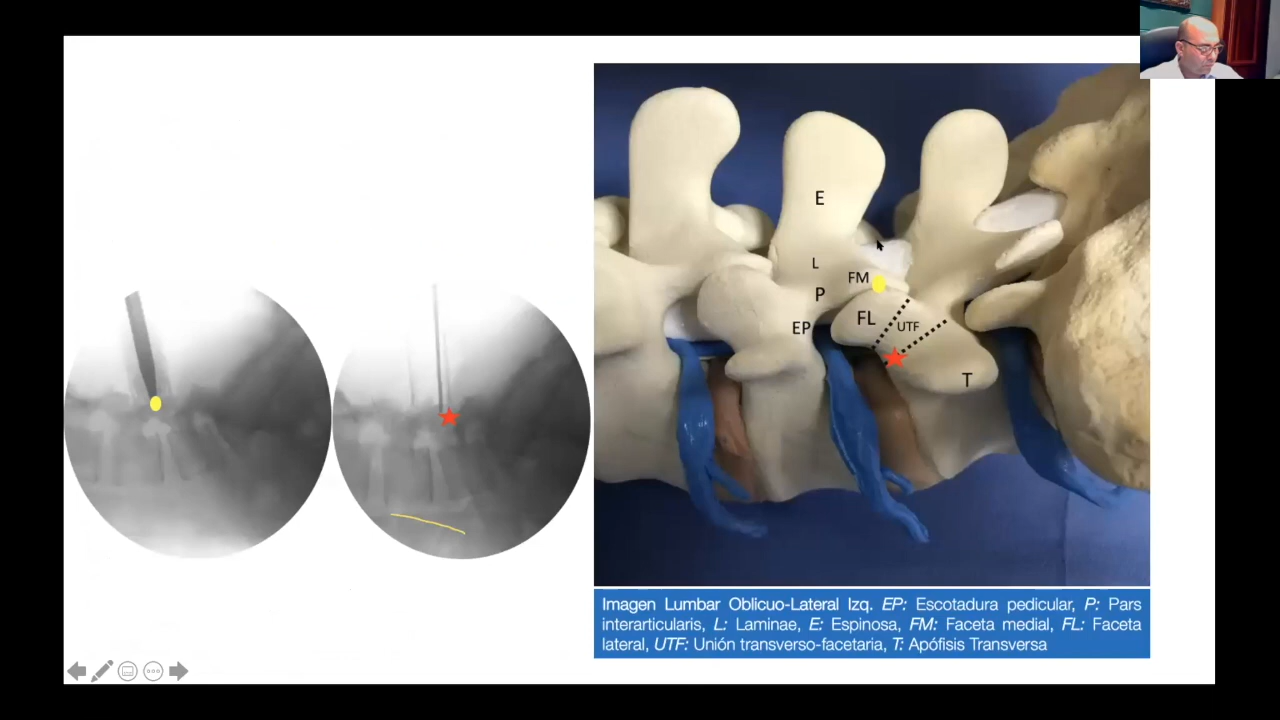 E
L
FM
P
FL
UTF
EP
T
Imagen Lumbar Oblicuo-Lateral Izq. EP: Escotadura pedicular, P: Pars
interarticularis, L: Laminae, E: Espinosa, FM: Faceta medial, FL: Faceta
lateral, UTF: Unión transverso-facetaria, T: Apófisis Transversa